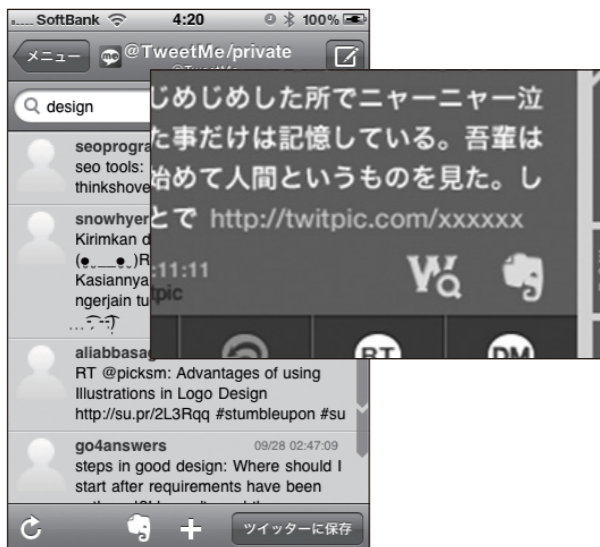 SoftBank 4:20 100%
メニュー me @TweetMe/private
design
seoprogra
seo tools:
thinkshove
snowhyer
Kirimkan d
(●̮̮___●̮)R
Kasiannya
ngerjain tu
aliabbasag
RT @picksm: Advantages of using
Illustrations in Logo Design
http://su.pr/2L3Rqq #stumbleupon #su
go4answers 09/28 02:47:09
steps in good design: Where should I
start after requirements have been
ツイッターに保存
じめじめした所でニャーニャー泣
た事だけは記憶している。吾輩は
始めて人間というものを見た。し
とで http://twitpic.com/xxxxxx
:11:11
pic
W
RT DM